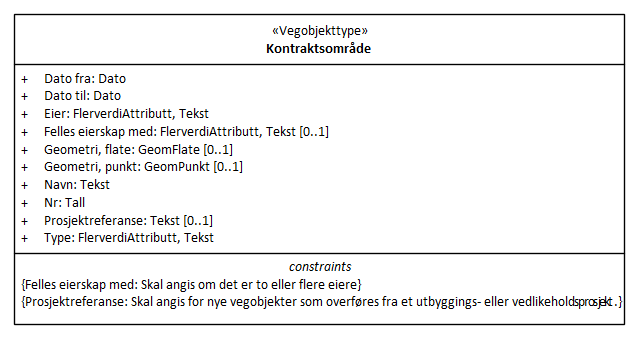 «Vegobjekttype»
Kontraktsområde
+ Dato fra: Dato
+ Dato til: Dato
+ Eier: FlerverdiAttributt, Tekst
+ Felles eierskap med: FlerverdiAttributt, Tekst [0..1]
+ Geometri, flate: GeomFlate [0..1]
+ Geometri, punkt: GeomPunkt [0..1]
+ Navn: Tekst
+ Nr: Tall
+ Prosjektreferanse: Tekst [0..1]
+ Type: FlerverdiAttributt, Tekst
constraints
{Felles eierskap med: Skal angis om det er to eller flere eiere}
{Prosjektreferanse: Skal angis for nye vegobjekter som overføres fra et utbyggings- eller vedlikeholdsprosjekt.}